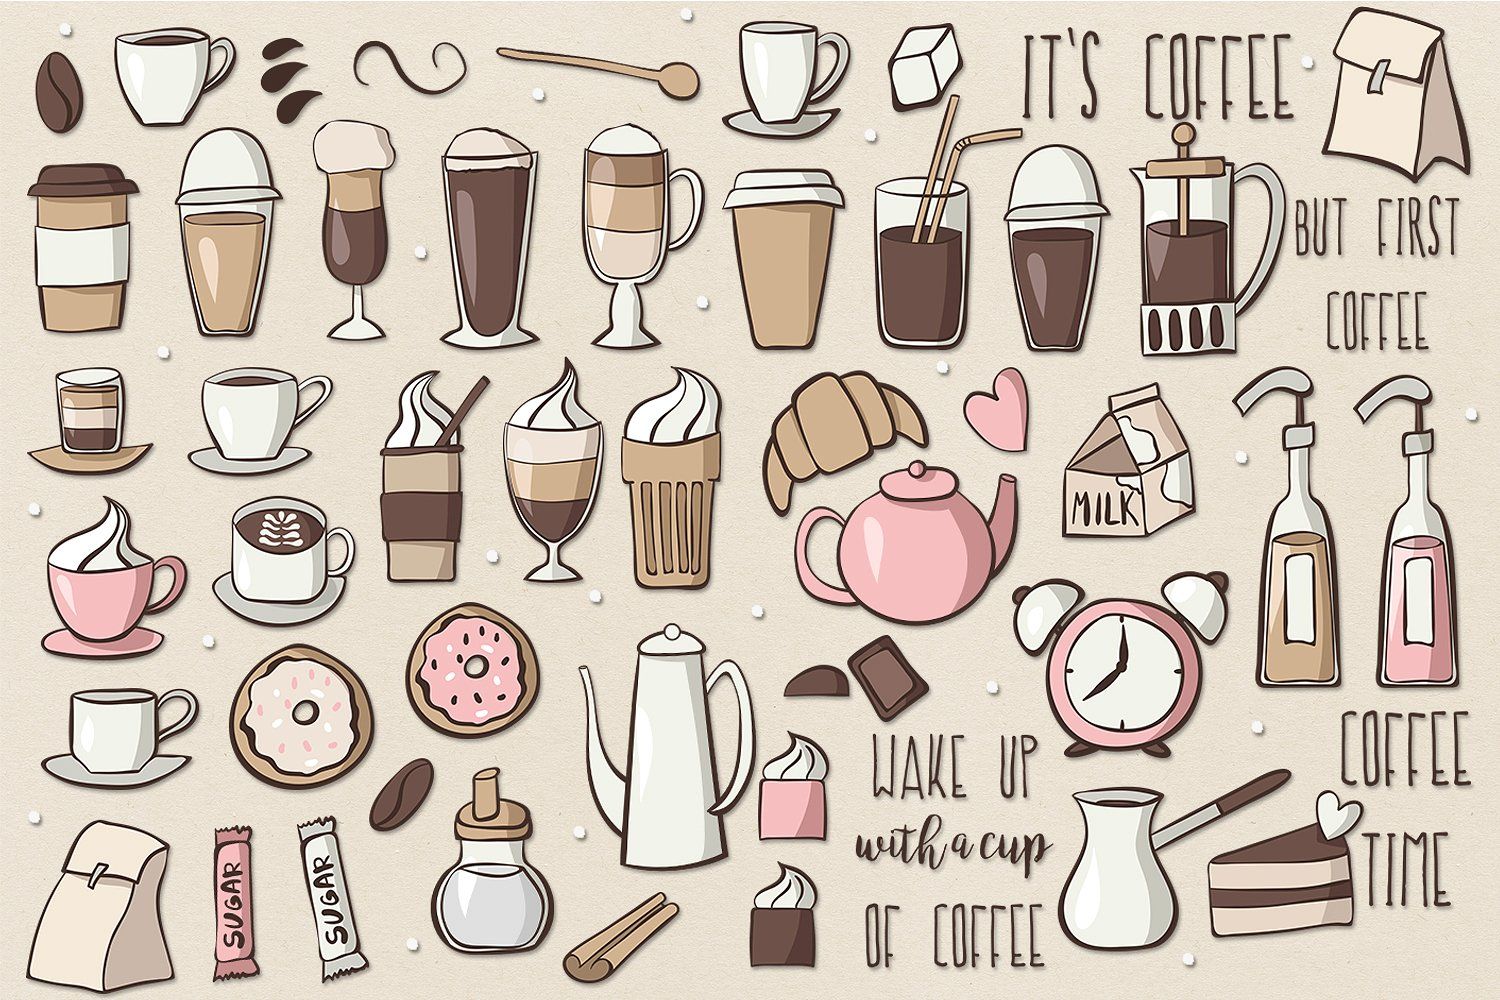 IT'S COFFEE
BUT FIRST
COFFEE
MILK
WAKE UP
with a cup
OF COFFEE
COFFEE
TIME
SUGAR
SUGAR